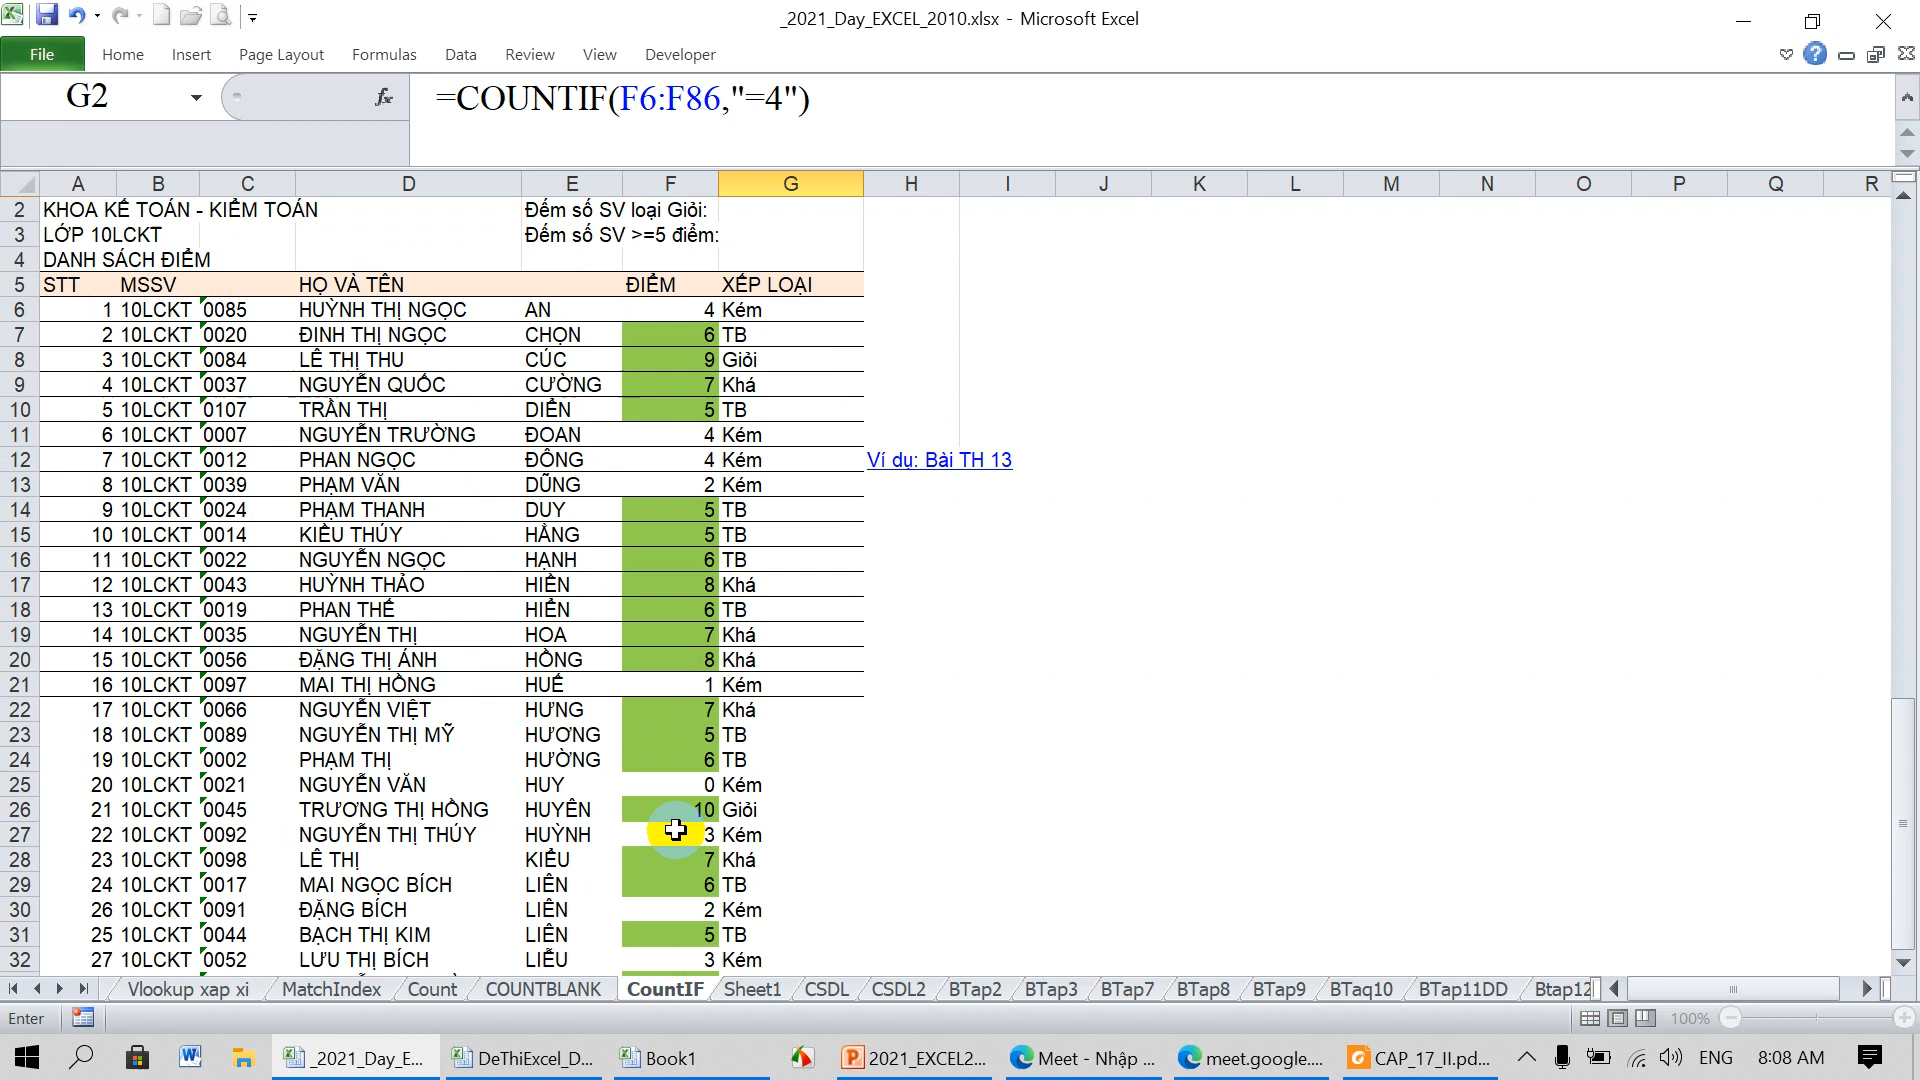 _2021_Day_EXCEL_2010.xlsx - Microsoft Excel
File Home Insert Page Layout Formulas Data Review View Developer
G2 fx =COUNTIF(F6:F86,"=4")
A B C D E F G H I J K L M N O P Q R
2 KHOA KẾ TOÁN - KIỂM TOÁN Đếm số SV loại Giỏi:
3 LỚP 10LCKT Đếm số SV >=5 điểm:
4 DANH SÁCH ĐIỂM
5 STT MSSV HỌ VÀ TÊN ĐIỂM XẾP LOẠI
6 1 10LCKT 0085 HUỲNH THỊ NGỌC AN 4 Kém
7 2 10LCKT 0020 ĐINH THỊ NGỌC CHỌN 6 TB
8 3 10LCKT 0084 LÊ THỊ THU CÚC 9 Giỏi
9 4 10LCKT 0037 NGUYỄN QUỐC CƯỜNG 7 Khá
10 5 10LCKT 0107 TRẦN THỊ DIỂN 5 TB
11 6 10LCKT 0007 NGUYỄN TRƯỜNG ĐOAN 4 Kém
12 7 10LCKT 0012 PHAN NGỌC ĐÔNG 4 Kém Ví dụ: Bài TH 13
13 8 10LCKT 0039 PHẠM VĂN DŨNG 2 Kém
14 9 10LCKT 0024 PHẠM THANH DUY 5 TB
15 10 10LCKT 0014 KIỀU THÚY HẰNG 5 TB
16 11 10LCKT 0022 NGUYỄN NGỌC HẠNH 6 TB
17 12 10LCKT 0043 HUỲNH THẢO HIỀN 8 Khá
18 13 10LCKT 0019 PHAN THẾ HIỂN 6 TB
19 14 10LCKT 0035 NGUYỄN THỊ HOA 7 Khá
20 15 10LCKT 0056 ĐẶNG THỊ ÁNH HỒNG 8 Khá
21 16 10LCKT 0097 MAI THỊ HỒNG HUẾ 1 Kém
22 17 10LCKT 0066 NGUYỄN VIỆT HƯNG 7 Khá
23 18 10LCKT 0089 NGUYỄN THỊ MỸ HƯƠNG 5 TB
24 19 10LCKT 0002 PHẠM THỊ HƯỜNG 6 TB
25 20 10LCKT 0021 NGUYỄN VĂN HUY 0 Kém
26 21 10LCKT 0045 TRƯƠNG THỊ HỒNG HUYÊN 10 Giỏi
27 22 10LCKT 0092 NGUYỄN THỊ THÚY HUỲNH 3 Kém
28 23 10LCKT 0098 LÊ THỊ KIỀU 7 Khá
29 24 10LCKT 0017 MAI NGỌC BÍCH LIÊN 6 TB
30 26 10LCKT 0091 ĐẶNG BÍCH LIÊN 2 Kém
31 25 10LCKT 0044 BẠCH THỊ KIM LIÊN 5 TB
32 27 10LCKT 0052 LƯU THỊ BÍCH LIỄU 3 Kém
Vlookup xap xi MatchIndex Count COUNTBLANK CountIF Sheet1 CSDL CSDL2 BTap2 BTap3 BTap7 BTap8 BTap9 BTaq10 BTap11DD Btap12
Enter 100%
_2021_Day_E... DeThiExcel_D... Book1 2021_EXCEL2... Meet - Nhập ... meet.google.... CAP_17_II.pd... ENG 8:08 AM